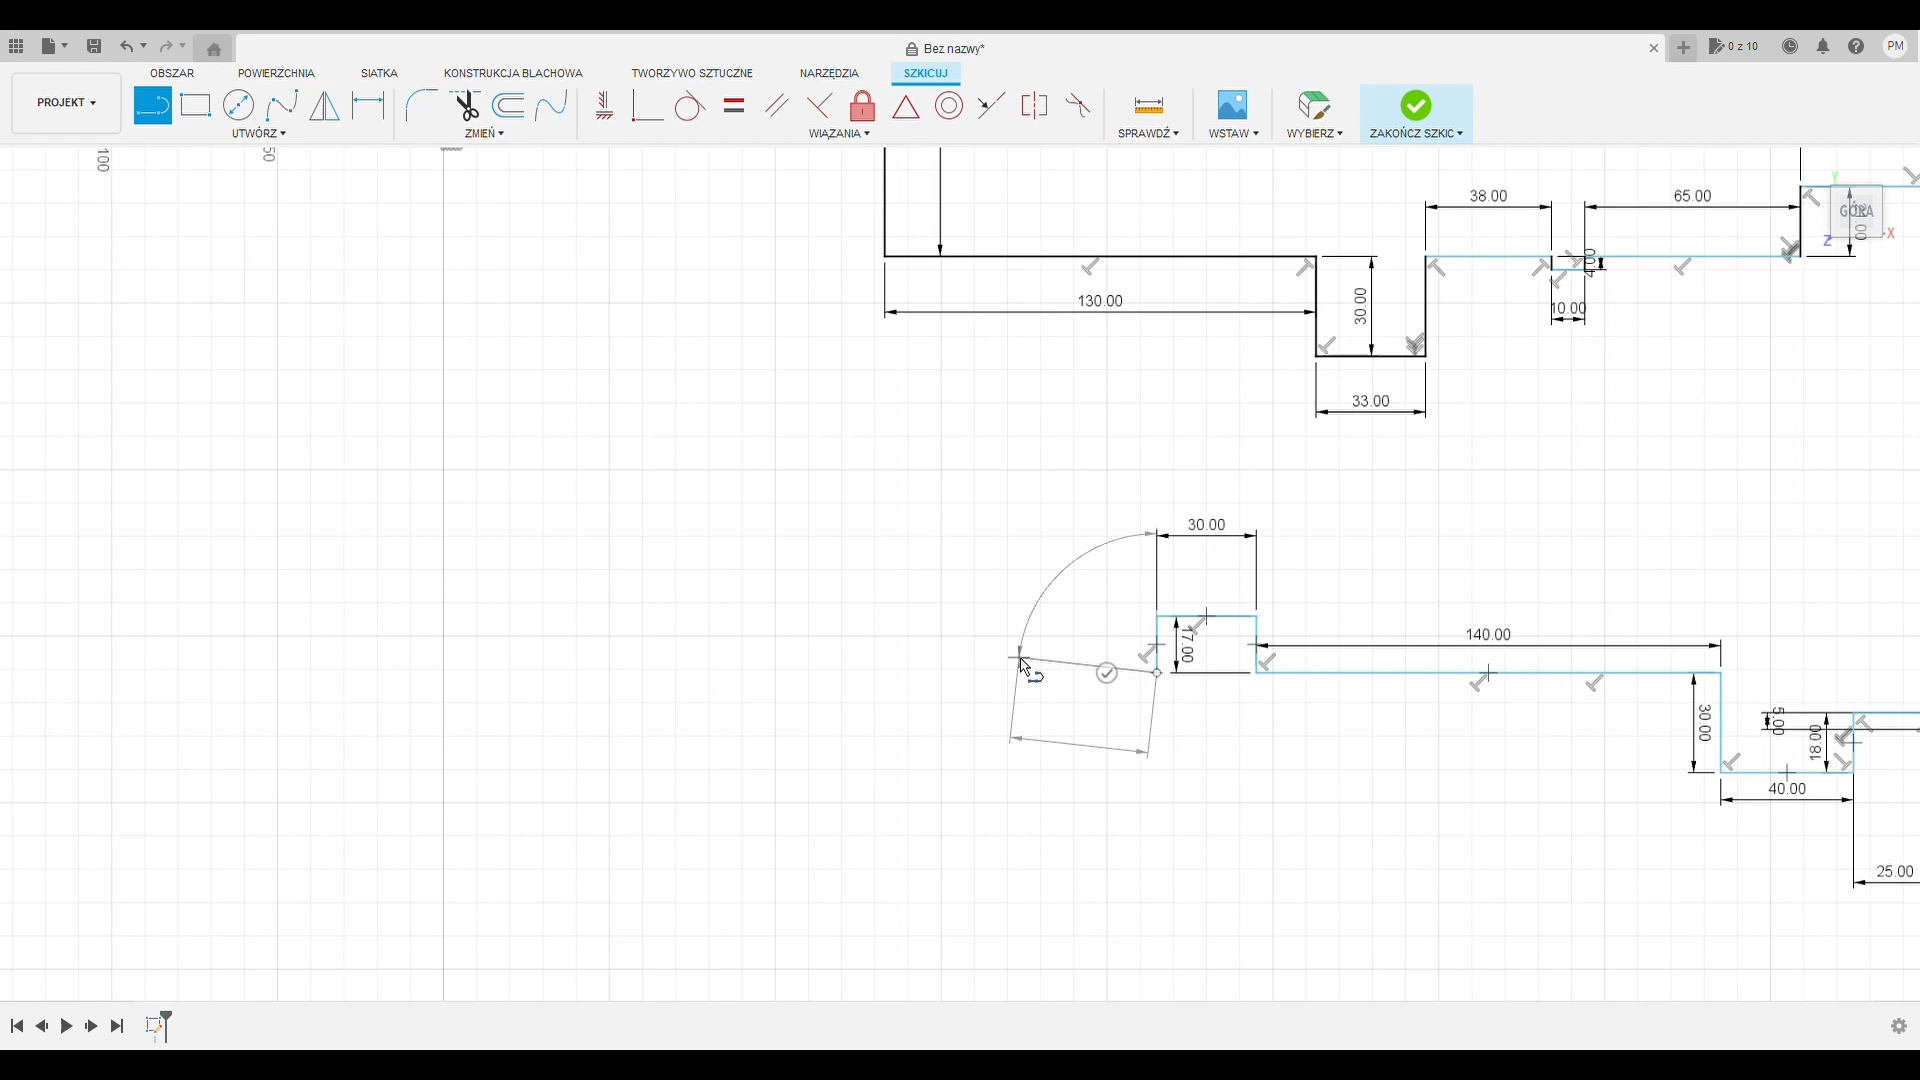 Bez nazwy*
0 z 10
PM
PROJEKT
OBSZAR
POWIERZCHNIA
SIATKA
KONSTRUKCJA BLACHOWA
TWORZYWO SZTUCZNE
NARZĘDZIA
SZKICUJ
UTWÓRZ
ZMIEŃ
WIĄZANIA
SPRAWDŹ
WSTAW
WYBIERZ
ZAKOŃCZ SZKIC
100
50
Y
GÓRA
X
Z
38.00
65.00
4.00
130.00
30.00
10.00
33.00
30.00
17.00
140.00
30.00
5.00
18.00
40.00
25.00